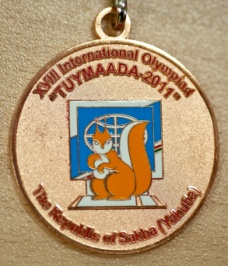 XVIII International Olympiad
"TUYMAADA-2011"
The Republic of Sakha (Yakutia)